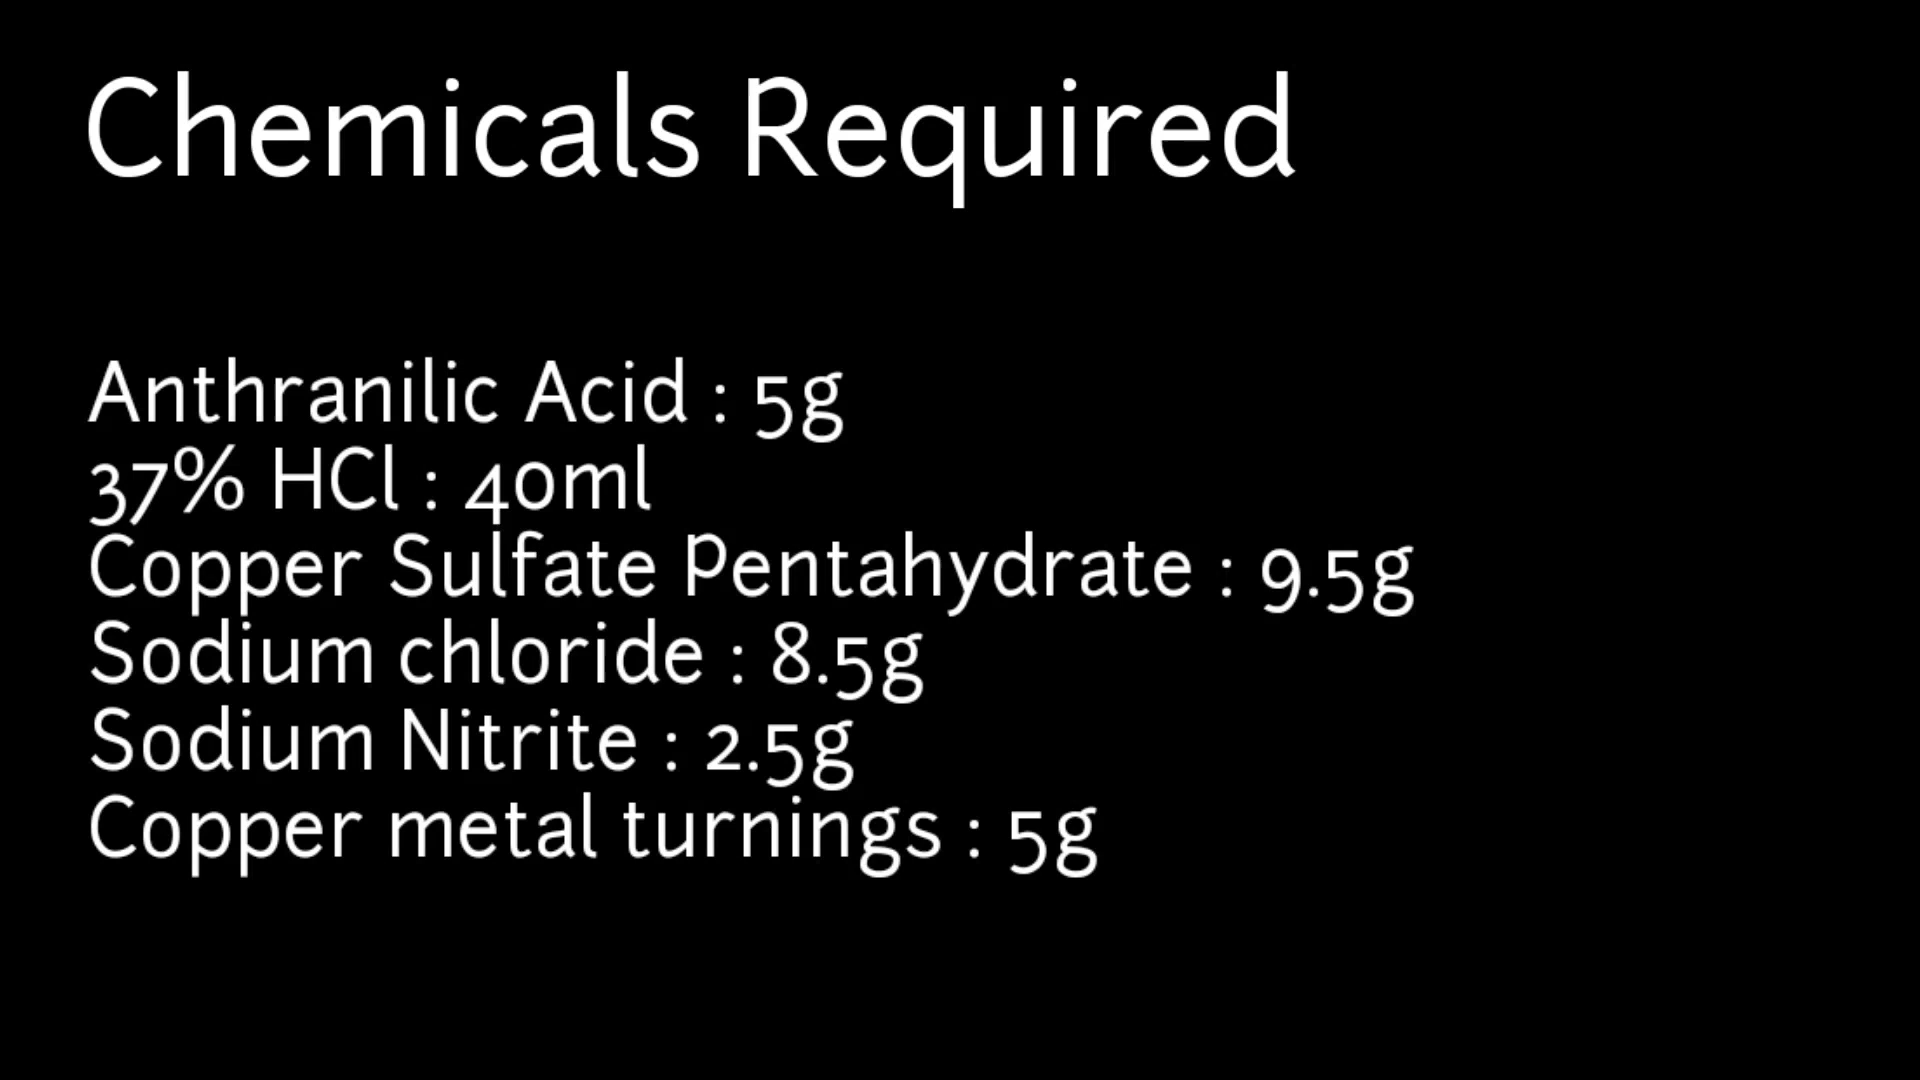 Chemicals Required
Anthranilic Acid : 5g
37% HCl : 40ml
Copper Sulfate Pentahydrate : 9.5g
Sodium chloride : 8.5g
Sodium Nitrite : 2.5g
Copper metal turnings : 5g